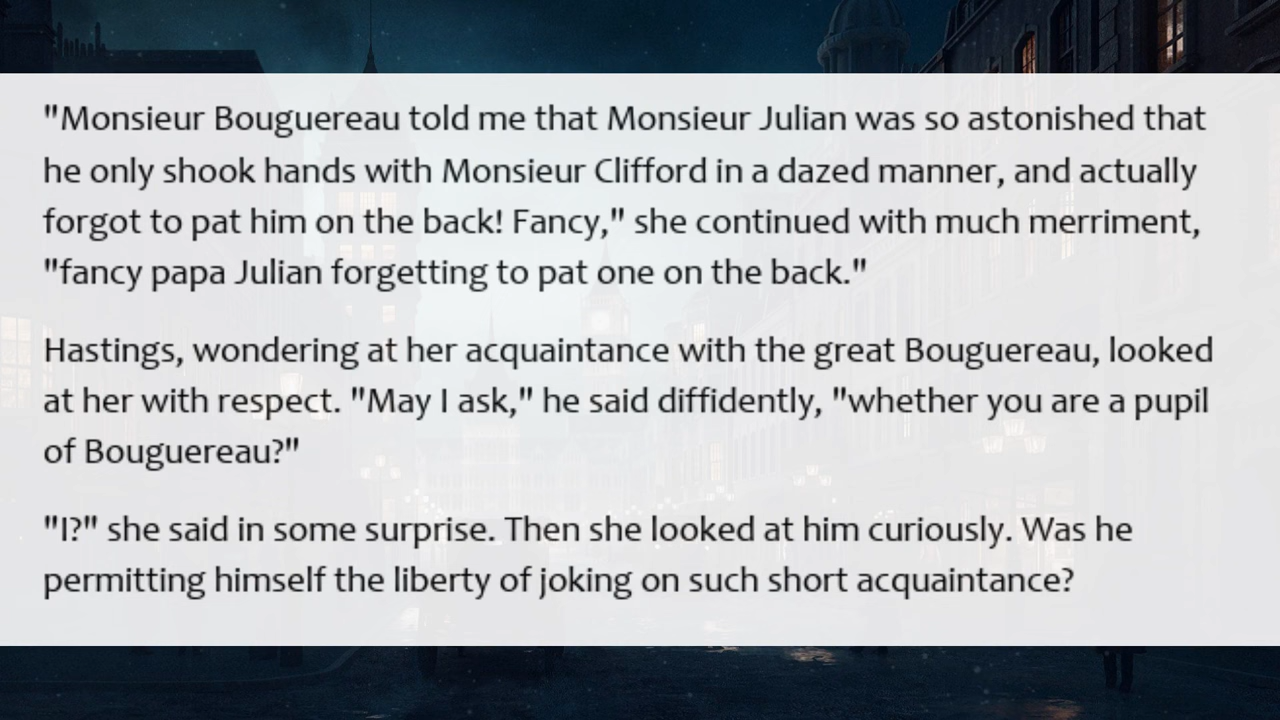 "Monsieur Bouguereau told me that Monsieur Julian was so astonished that
he only shook hands with Monsieur Clifford in a dazed manner, and actually
forgot to pat him on the back! Fancy," she continued with much merriment,
"fancy papa Julian forgetting to pat one on the back."
Hastings, wondering at her acquaintance with the great Bouguereau, looked
at her with respect. "May I ask," he said diffidently, "whether you are a pupil
of Bouguereau?"
"I?" she said in some surprise. Then she looked at him curiously. Was he
permitting himself the liberty of joking on such short acquaintance?